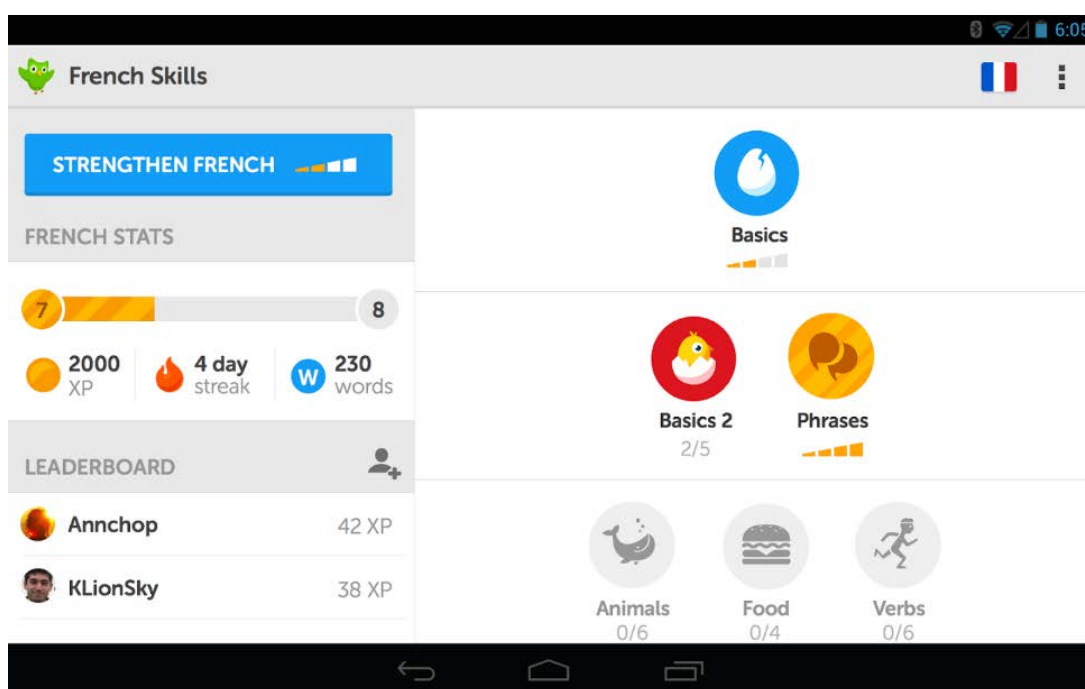 6:05
French Skills
STRENGTHEN FRENCH
FRENCH STATS
7
8
2000
XP
4 day
streak
W
230
words
LEADERBOARD
Annchop
42 XP
KLionSky
38 XP
Basics
Basics 2
2/5
Phrases
Animals
0/6
Food
0/4
Verbs
0/6